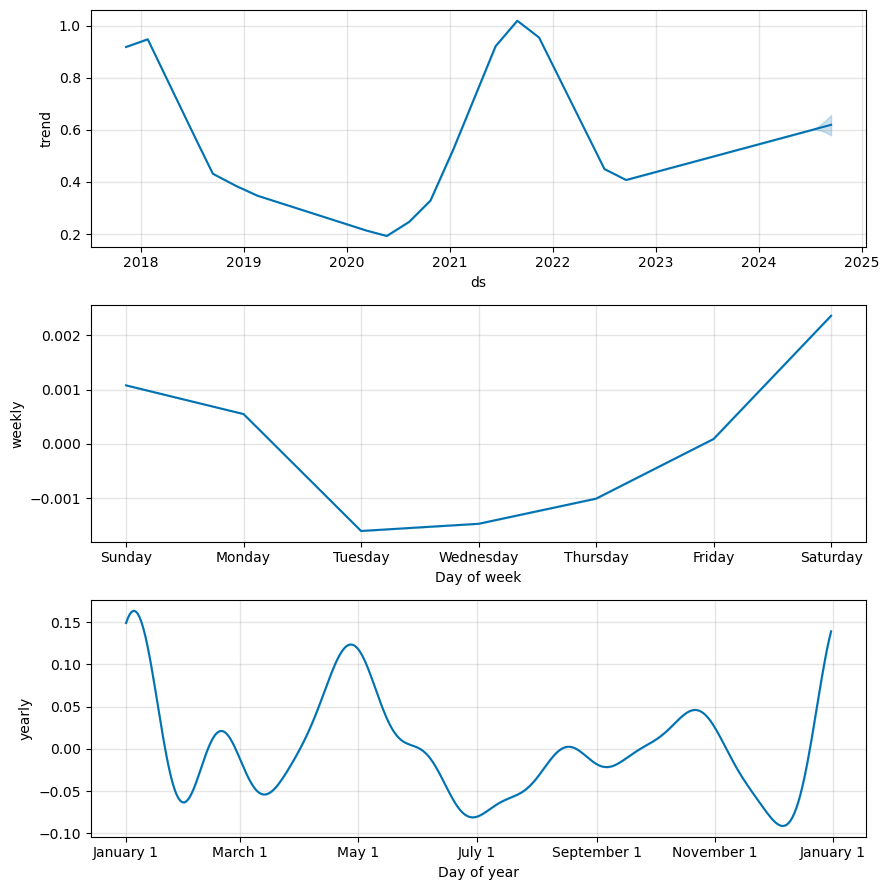 1.0
0.8
0.6
0.4
0.2
trend
2018 2019 2020 2021 2022 2023 2024 2025
ds
0.002
0.001
0.000
−0.001
weekly
Sunday Monday Tuesday Wednesday Thursday Friday Saturday
Day of week
0.15
0.10
0.05
0.00
−0.05
−0.10
yearly
January 1 March 1 May 1 July 1 September 1 November 1 January 1
Day of year